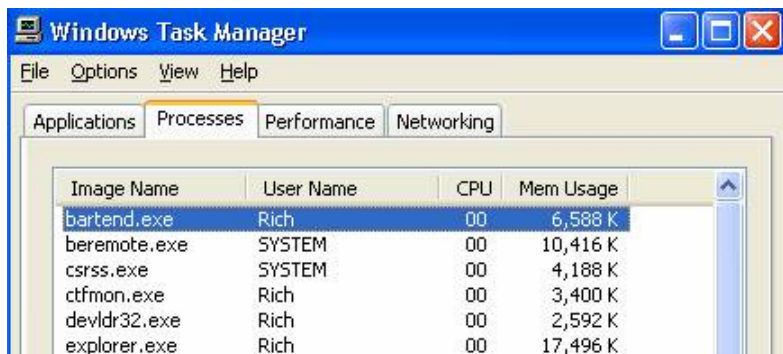 Windows Task Manager
File Options View Help
Applications Processes Performance Networking
Image Name User Name CPU Mem Usage
bartend.exe Rich 00 6,588 K
beremote.exe SYSTEM 00 10,416 K
csrss.exe SYSTEM 00 4,188 K
ctfmon.exe Rich 00 3,400 K
devldr32.exe Rich 00 2,592 K
explorer.exe Rich 00 17,496 K